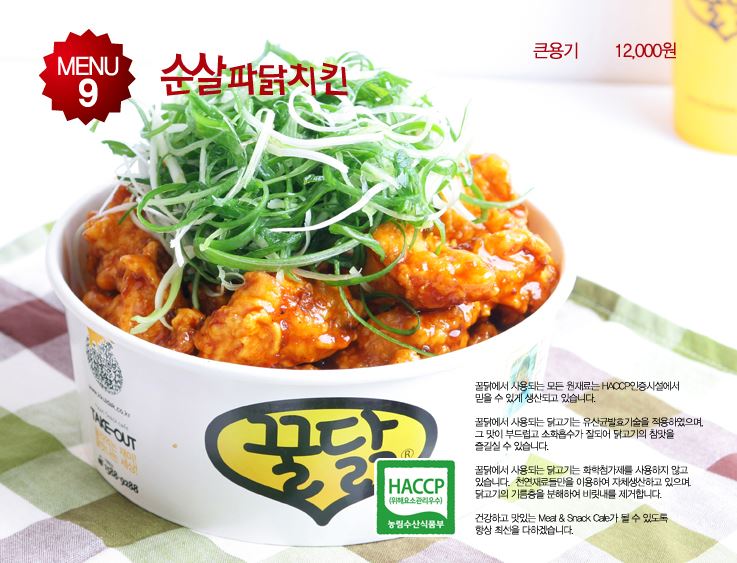 MENU
9
순살파닭치킨
큰용기 12,000원
TAKE-OUT
꿀닭
®
HACCP
(위해요소관리우수)
농림수산식품부
꿀닭에서 사용되는 모든 원재료는 HACCP인증시설에서
믿을 수 있게 생산되고 있습니다.
꿀닭에서 사용되는 닭고기는 유산균발효기술을 적용하였으며,
그 맛이 부드럽고 소화흡수가 잘되어 닭고기의 참맛을
즐길실 수 있습니다.
꿀닭에서 사용되는 닭고기는 화학첨가제를 사용하지 않고
있습니다. 천연재료들만을 이용하여 자체생산하고 있으며,
닭고기의 기름층을 분해하여 비릿내를 제거합니다.
건강하고 맛있는 Meat & Snack Cafe가 될 수 있도록
항상 최선을 다하겠습니다.